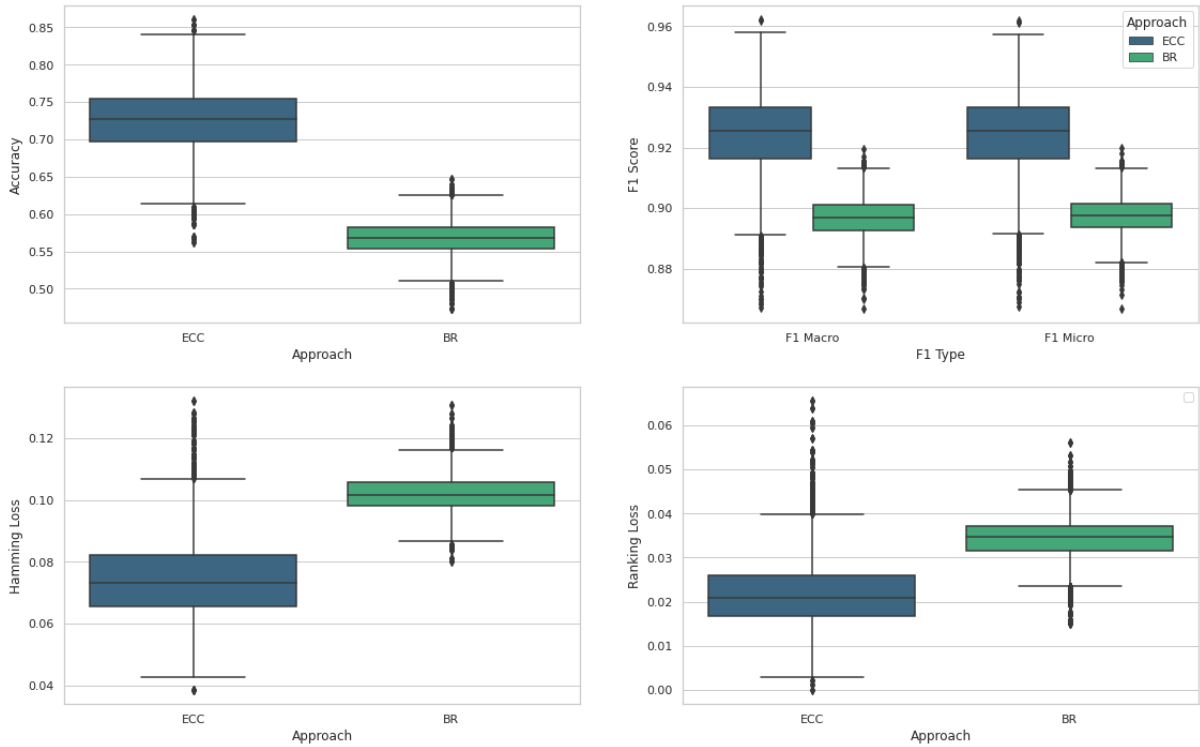 0.85
0.80
0.75
0.70
0.65
0.60
0.55
0.50
Accuracy
ECC
BR
Approach
0.96
0.94
0.92
0.90
0.88
F1 Score
Approach
ECC
BR
F1 Macro
F1 Micro
F1 Type
0.12
0.10
0.08
0.06
0.04
Hamming Loss
ECC
BR
Approach
0.06
0.05
0.04
0.03
0.02
0.01
0.00
Ranking Loss
ECC
BR
Approach